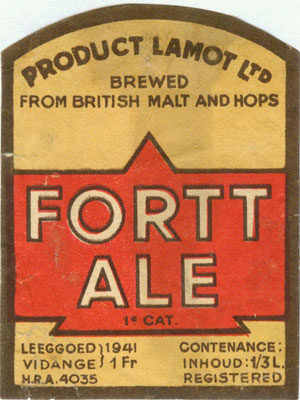 PRODUCT LAMOT LTD
BREWED
FROM BRITISH MALT AND HOPS
FORTT
ALE
1e CAT.
LEEGGOED } 1941
VIDANGE } 1 Fr
H.R.A. 4035
CONTENANCE:
INHOUD: 1/3 L.
REGISTERED